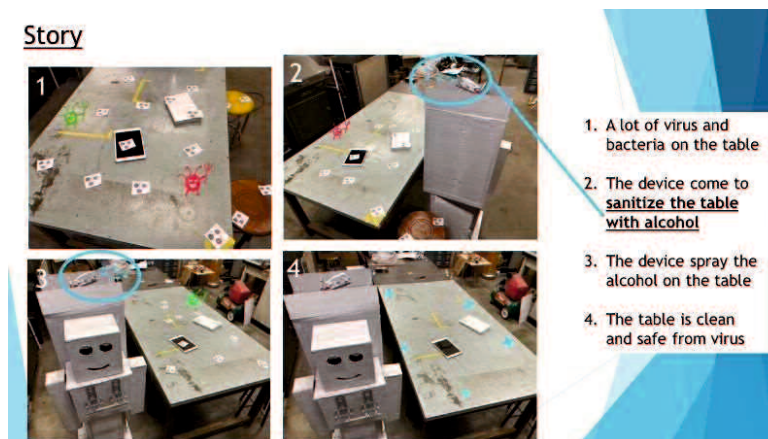 Story
1
2
3
4
1. A lot of virus and
bacteria on the table
2. The device come to
sanitize the table
with alcohol
3. The device spray the
alcohol on the table
4. The table is clean
and safe from virus